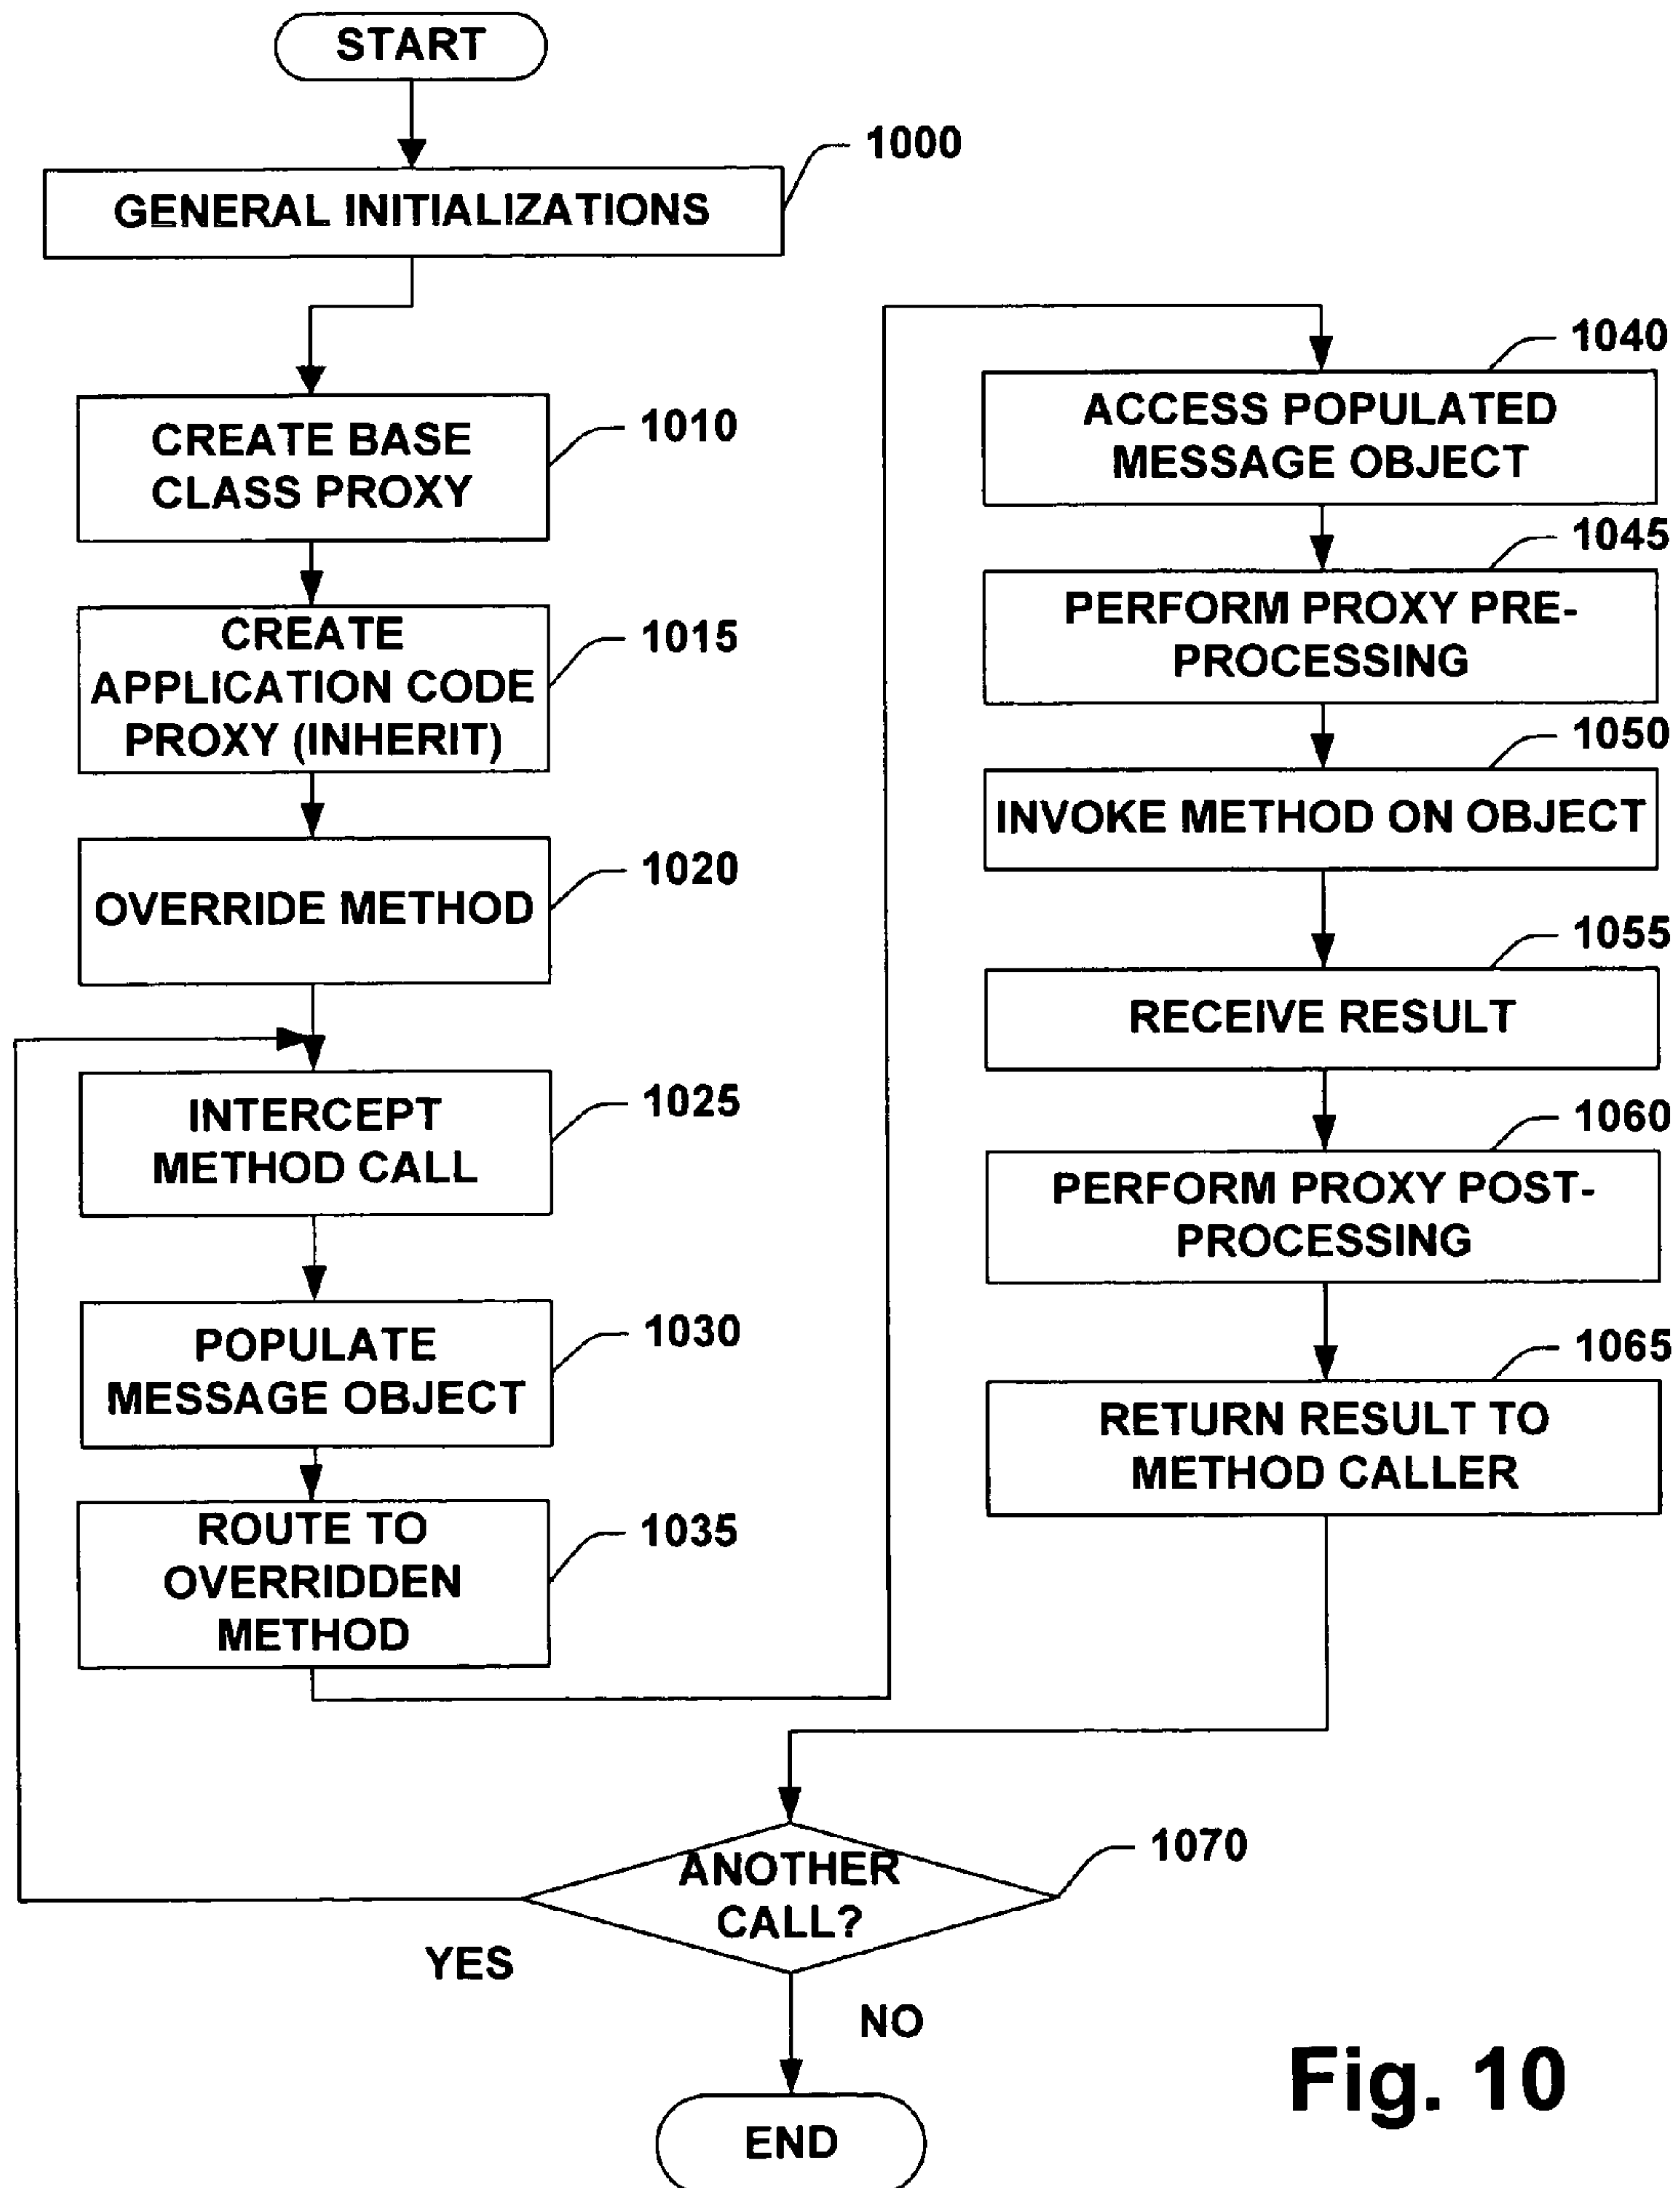 START
1000
GENERAL INITIALIZATIONS
CREATE BASE
CLASS PROXY
1010
CREATE
APPLICATION CODE
PROXY (INHERIT)
1015
OVERRIDE METHOD
1020
INTERCEPT
METHOD CALL
1025
POPULATE
MESSAGE OBJECT
1030
ROUTE TO
OVERRIDDEN
METHOD
1035
1040
ACCESS POPULATED
MESSAGE OBJECT
1045
PERFORM PROXY PRE-
PROCESSING
1050
INVOKE METHOD ON OBJECT
1055
RECEIVE RESULT
1060
PERFORM PROXY POST-
PROCESSING
1065
RETURN RESULT TO
METHOD CALLER
1070
ANOTHER
CALL?
YES
NO
END
Fig. 10